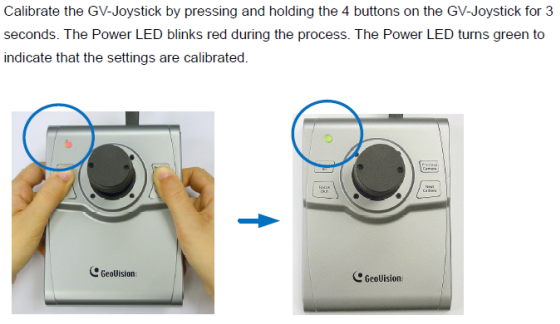 Calibrate the GV-Joystick by pressing and holding the 4 buttons on the GV-Joystick for 3
seconds. The Power LED blinks red during the process. The Power LED turns green to
indicate that the settings are calibrated.
GeoVision
GeoVision